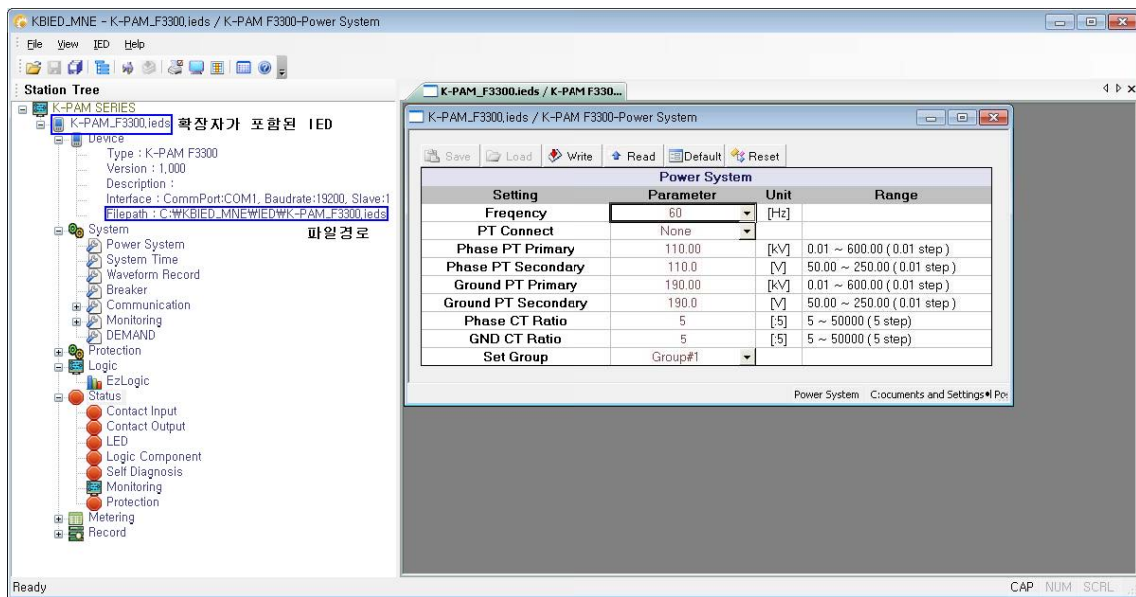 KBIED_MNE - K-PAM_F3300.ieds / K-PAM F3300-Power System
File View IED Help
Station Tree
K-PAM SERIES
K-PAM_F3300.ieds 확장자가 포함된 IED
Device
Type : K-PAM F3300
Version : 1.000
Description :
Interface : CommPort:COM1, Baudrate:19200, Slave:1
Filepath : C:₩KBIED_MNE₩IED₩K-PAM_F3300.ieds
파일경로
System
Power System
System Time
Waveform Record
Breaker
Communication
Monitoring
DEMAND
Protection
Logic
EzLogic
Status
Contact Input
Contact Output
LED
Logic Component
Self Diagnosis
Monitoring
Protection
Metering
Record
K-PAM_F3300.ieds / K-PAM F330...
K-PAM_F3300.ieds / K-PAM F3300-Power System
Save Load Write Read Default Reset
Power System
Setting Parameter Unit Range
Freqency 60 [Hz]
PT Connect None
Phase PT Primary 110.00 [kV] 0.01 ~ 600.00 ( 0.01 step )
Phase PT Secondary 110.0 [V] 50.00 ~ 250.00 ( 0.01 step )
Ground PT Primary 190.00 [kV] 0.01 ~ 600.00 ( 0.01 step )
Ground PT Secondary 190.0 [V] 50.00 ~ 250.00 ( 0.01 step )
Phase CT Ratio 5 [:5] 5 ~ 50000 ( 5 step)
GND CT Ratio 5 [:5] 5 ~ 50000 ( 5 step)
Set Group Group#1
Power System C:ocuments and Settings
Ready CAP NUM SCRL